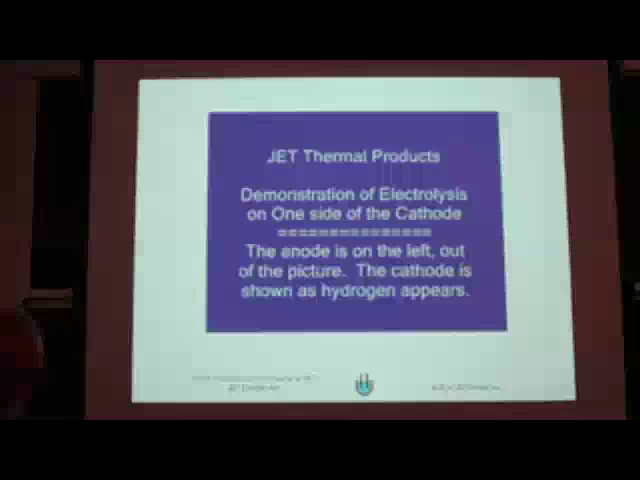 JET Thermal Products
Demonstration of Electrolysis
on One side of the Cathode
===============
The anode is on the left, out
of the picture. The cathode is
shown as hydrogen appears.